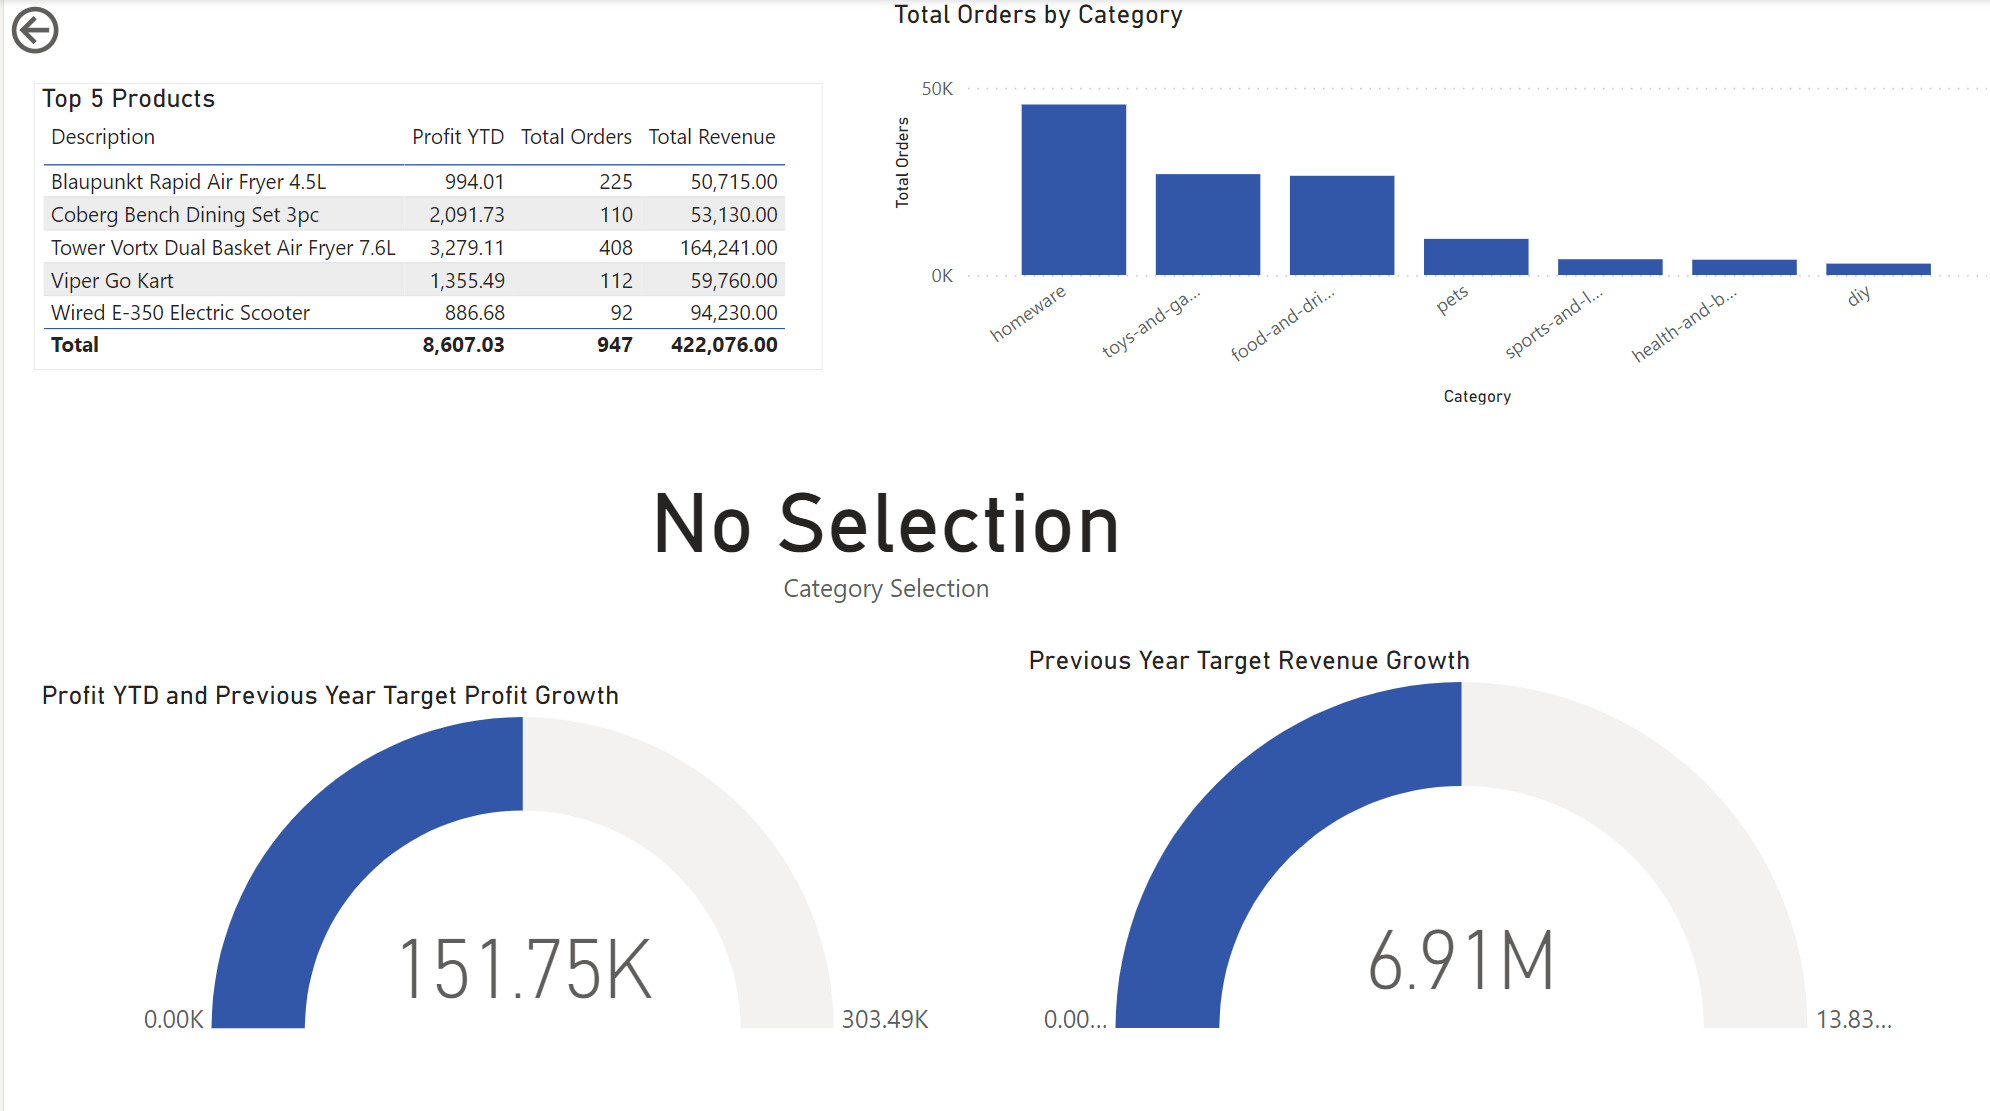 Total Orders by Category
Top 5 Products
Description Profit YTD Total Orders Total Revenue
Blaupunkt Rapid Air Fryer 4.5L 994.01 225 50,715.00
Coberg Bench Dining Set 3pc 2,091.73 110 53,130.00
Tower Vortx Dual Basket Air Fryer 7.6L 3,279.11 408 164,241.00
Viper Go Kart 1,355.49 112 59,760.00
Wired E-350 Electric Scooter 886.68 92 94,230.00
Total 8,607.03 947 422,076.00
50K
Total Orders
0K
homeware toys-and-ga... food-and-dri... pets sports-and-l... health-and-b... diy
Category
No Selection
Category Selection
Profit YTD and Previous Year Target Profit Growth
151.75K
0.00K 303.49K
Previous Year Target Revenue Growth
6.91M
0.00... 13.83...